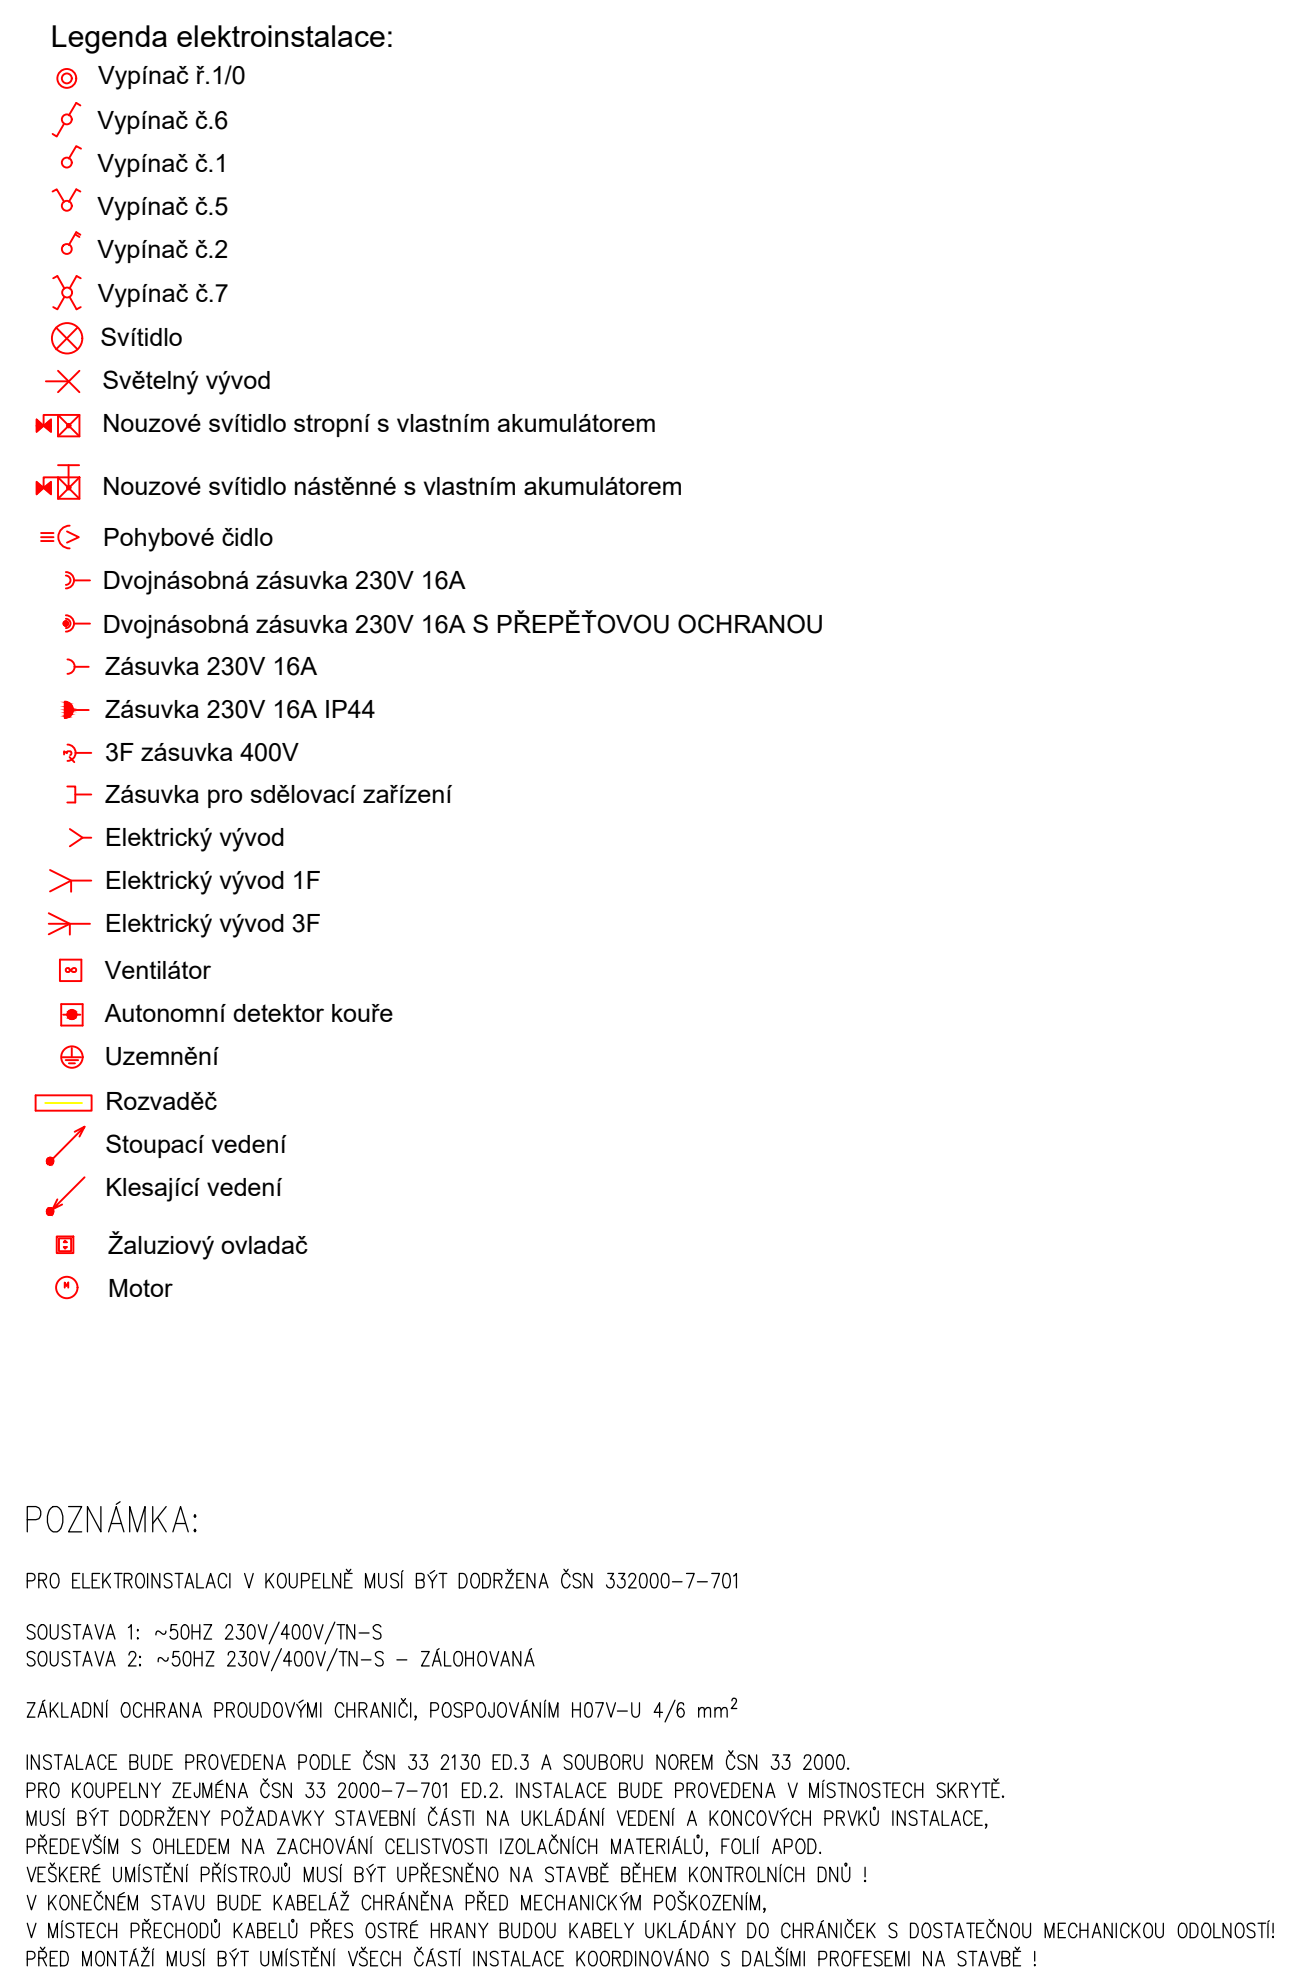 Legenda elektroinstalace:
Vypínač ř.1/0
Vypínač č.6
Vypínač č.1
Vypínač č.5
Vypínač č.2
Vypínač č.7
Svítidlo
Světelný vývod
Nouzové svítidlo stropní s vlastním akumulátorem
Nouzové svítidlo nástěnné s vlastním akumulátorem
Pohybové čidlo
Dvojnásobná zásuvka 230V 16A
Dvojnásobná zásuvka 230V 16A S PŘEPĚŤOVOU OCHRANOU
Zásuvka 230V 16A
Zásuvka 230V 16A IP44
3F zásuvka 400V
Zásuvka pro sdělovací zařízení
Elektrický vývod
Elektrický vývod 1F
Elektrický vývod 3F
Ventilátor
Autonomní detektor kouře
Uzemnění
Rozvaděč
Stoupací vedení
Klesající vedení
Žaluziový ovladač
M Motor
POZNÁMKA:
PRO ELEKTROINSTALACI V KOUPELNĚ MUSÍ BÝT DODRŽENA ČSN 332000-7-701
SOUSTAVA 1: ~50HZ 230V/400V/TN-S
SOUSTAVA 2: ~50HZ 230V/400V/TN-S - ZÁLOHOVANÁ
ZÁKLADNÍ OCHRANA PROUDOVÝMI CHRANIČI, POSPOJOVÁNÍM H07V-U 4/6 mm²
INSTALACE BUDE PROVEDENA PODLE ČSN 33 2130 ED.3 A SOUBORU NOREM ČSN 33 2000.
PRO KOUPELNY ZEJMÉNA ČSN 33 2000-7-701 ED.2. INSTALACE BUDE PROVEDENA V MÍSTNOSTECH SKRYTĚ.
MUSÍ BÝT DODRŽENY POŽADAVKY STAVEBNÍ ČÁSTI NA UKLÁDÁNÍ VEDENÍ A KONCOVÝCH PRVKŮ INSTALACE,
PŘEDEVŠÍM S OHLEDEM NA ZACHOVÁNÍ CELISTVOSTI IZOLAČNÍCH MATERIÁLŮ, FOLIÍ APOD.
VEŠKERÉ UMÍSTĚNÍ PŘÍSTROJŮ MUSÍ BÝT UPŘESNĚNO NA STAVBĚ BĚHEM KONTROLNÍCH DNŮ !
V KONEČNÉM STAVU BUDE KABELÁŽ CHRÁNĚNA PŘED MECHANICKÝM POŠKOZENÍM,
V MÍSTECH PŘECHODŮ KABELŮ PŘES OSTRÉ HRANY BUDOU KABELY UKLÁDÁNY DO CHRÁNIČEK S DOSTATEČNOU MECHANICKOU ODOLNOSTÍ!
PŘED MONTÁŽÍ MUSÍ BÝT UMÍSTĚNÍ VŠECH ČÁSTÍ INSTALACE KOORDINOVÁNO S DALŠÍMI PROFESEMI NA STAVBĚ !